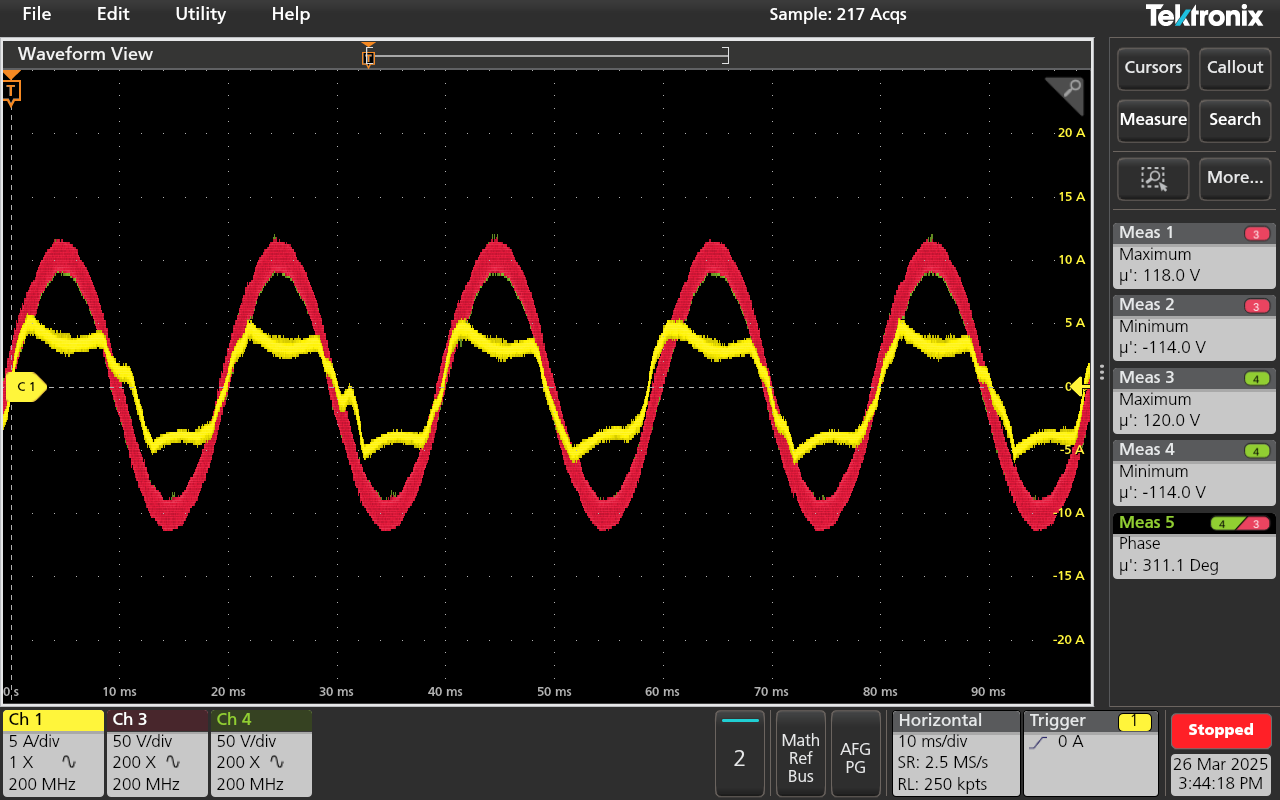 File Edit Utility Help Sample: 217 Acqs Tektronix
Waveform View
T
T
Cursors Callout
Measure Search
More...
20 A
15 A
10 A
5 A
0
-5 A
-10 A
-15 A
-20 A
C 1
0's 10 ms 20 ms 30 ms 40 ms 50 ms 60 ms 70 ms 80 ms 90 ms
Meas 1 3
Maximum
µ': 118.0 V
Meas 2 3
Minimum
µ': -114.0 V
Meas 3 4
Maximum
µ': 120.0 V
Meas 4 4
Minimum
µ': -114.0 V
Meas 5 4 3
Phase
µ': 311.1 Deg
Ch 1
5 A/div
1 X
200 MHz
Ch 3
50 V/div
200 X
200 MHz
Ch 4
50 V/div
200 X
200 MHz
2
Math
Ref
Bus
AFG
PG
Horizontal
10 ms/div
SR: 2.5 MS/s
RL: 250 kpts
Trigger 1
0 A
Stopped
26 Mar 2025
3:44:18 PM